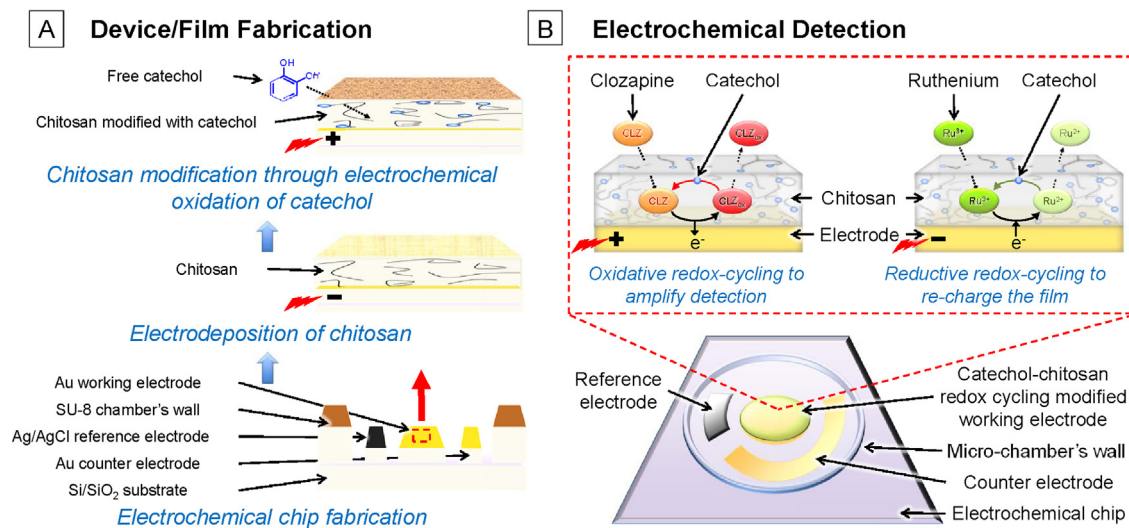 A Device/Film Fabrication
Free catechol
OH
Chitosan modified with catechol
+
Chitosan modification through electrochemical
oxidation of catechol
Chitosan
-
Electrodeposition of chitosan
Au working electrode
SU-8 chamber's wall
Ag/AgCl reference electrode
Au counter electrode
Si/SiO₂ substrate
Electrochemical chip fabrication
B Electrochemical Detection
Clozapine Catechol
CLZ CLZox
CLZ CLZox
+ e⁻
Oxidative redox-cycling to
amplify detection
Ruthenium Catechol
Ru³⁺ Ru²⁺
Ru³⁺ Ru²⁺
- e⁻
Reductive redox-cycling to
re-charge the film
Chitosan
Electrode
Reference
electrode
Catechol-chitosan
redox cycling modified
working electrode
Micro-chamber's wall
Counter electrode
Electrochemical chip